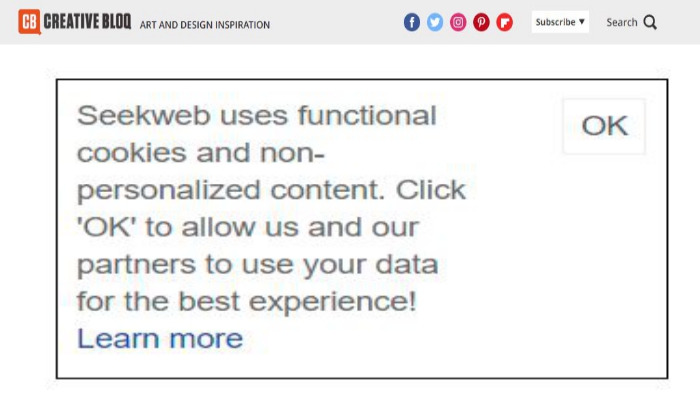 CB CREATIVE BLOQ ART AND DESIGN INSPIRATION Subscribe ▼ Search
Seekweb uses functional
cookies and non-
personalized content. Click
'OK' to allow us and our
partners to use your data
for the best experience!
Learn more
OK